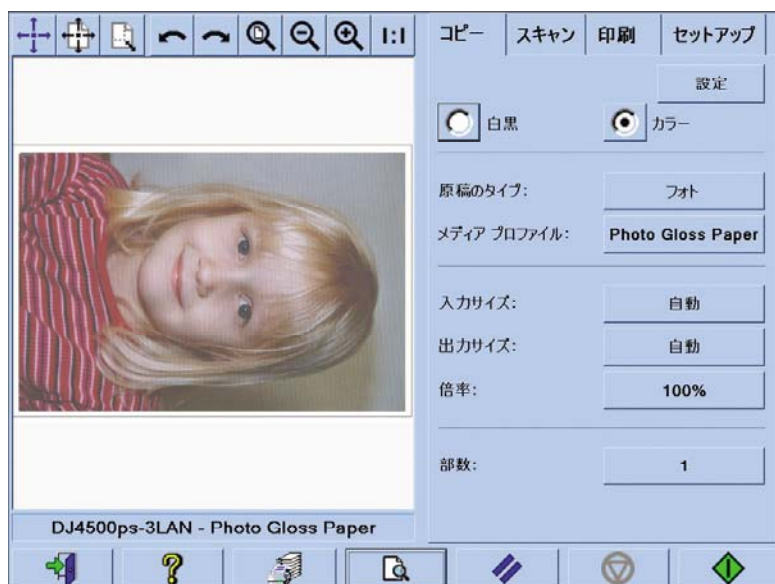 1:1
コピー スキャン 印刷 セットアップ
設定
白黒 カラー
原稿のタイプ: フォト
メディア プロファイル: Photo Gloss Paper
入力サイズ: 自動
出力サイズ: 自動
倍率: 100%
部数: 1
DJ4500ps-3LAN - Photo Gloss Paper